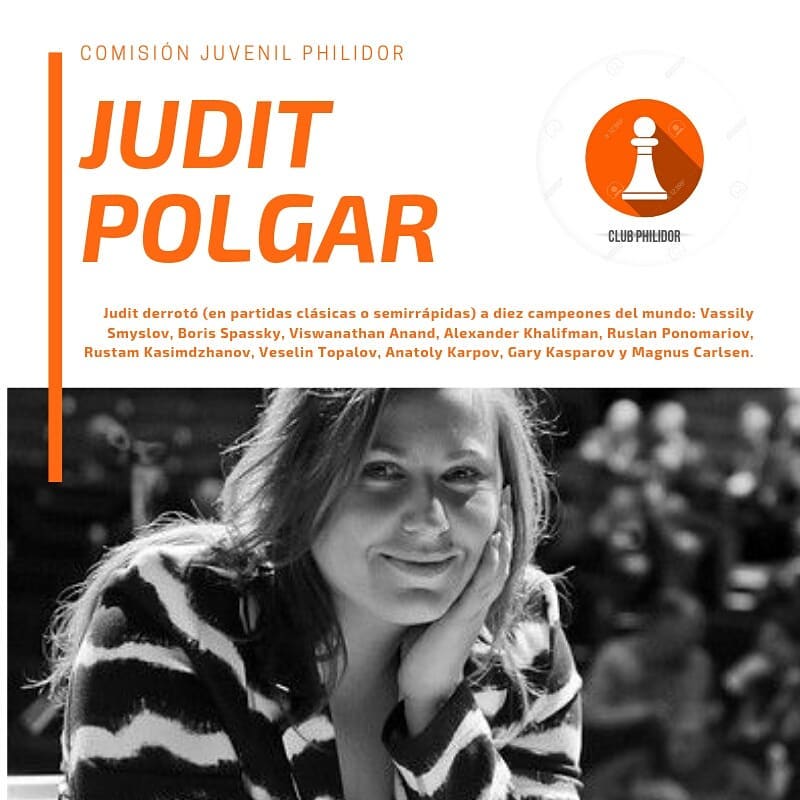 COMISIÓN JUVENIL PHILIDOR
JUDIT
POLGAR
CLUB PHILIDOR
Judit derrotó (en partidas clásicas o semirrápidas) a diez campeones del mundo: Vassily
Smyslov, Boris Spassky, Viswanathan Anand, Alexander Khalifman, Ruslan Ponomariov,
Rustam Kasimdzhanov, Veselin Topalov, Anatoly Karpov, Gary Kasparov y Magnus Carlsen.